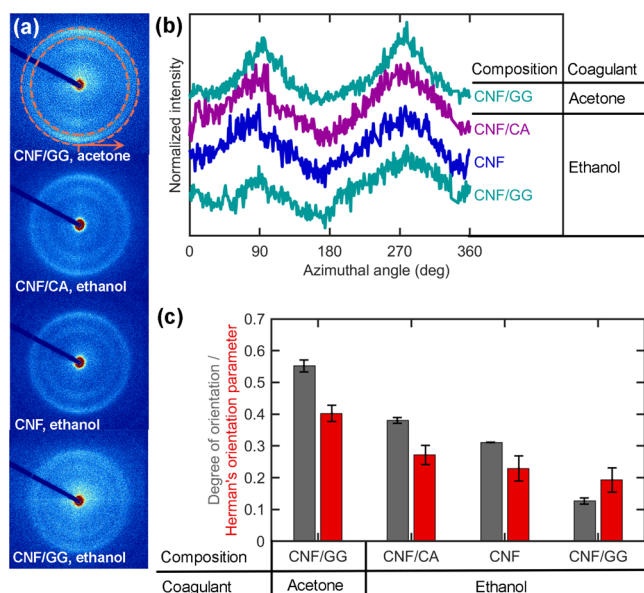 (a)
CNF/GG, acetone
CNF/CA, ethanol
CNF, ethanol
CNF/GG, ethanol
(b)
Normalized intensity
0 90 180 270 360
Azimuthal angle (deg)
Composition Coagulant
CNF/GG Acetone
CNF/CA
CNF
CNF/GG
Ethanol
(c)
Degree of orientation /
Herman's orientation parameter
0.7
0.6
0.5
0.4
0.3
0.2
0.1
0
Composition CNF/GG CNF/CA CNF CNF/GG
Coagulant Acetone Ethanol